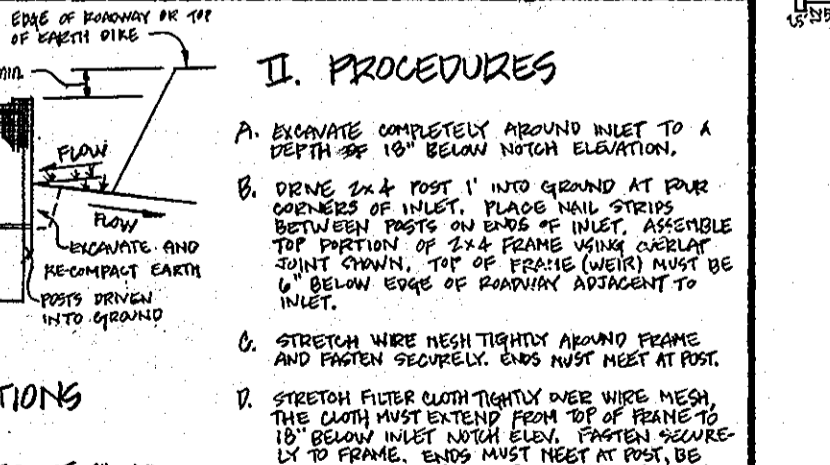 EDGE OF ROADWAY OR TOP
OF EARTH DIKE
MIN.
FLOW
FLOW
EXCAVATE AND
RE-COMPACT EARTH
POSTS DRIVEN
INTO GROUND
TIONS
II. PROCEDURES
A. EXCAVATE COMPLETELY AROUND INLET TO A
DEPTH OF 18" BELOW NOTCH ELEVATION.
B. DRIVE 2x4 POST 1' INTO GROUND AT FOUR
CORNERS OF INLET. PLACE NAIL STRIPS
BETWEEN POSTS ON ENDS OF INLET. ASSEMBLE
TOP PORTION OF 2x4 FRAME USING OVERLAP
JOINT SHOWN. TOP OF FRAME (WEIR) MUST BE
6" BELOW EDGE OF ROADWAY ADJACENT TO
INLET.
C. STRETCH WIRE MESH TIGHTLY AROUND FRAME
AND FASTEN SECURELY. ENDS MUST MEET AT POST.
D. STRETCH FILTER CLOTH TIGHTLY OVER WIRE MESH,
THE CLOTH MUST EXTEND FROM TOP OF FRAME TO
18" BELOW INLET NOTCH ELEV. FASTEN SECURE-
LY TO FRAME. ENDS MUST MEET AT POST, BE